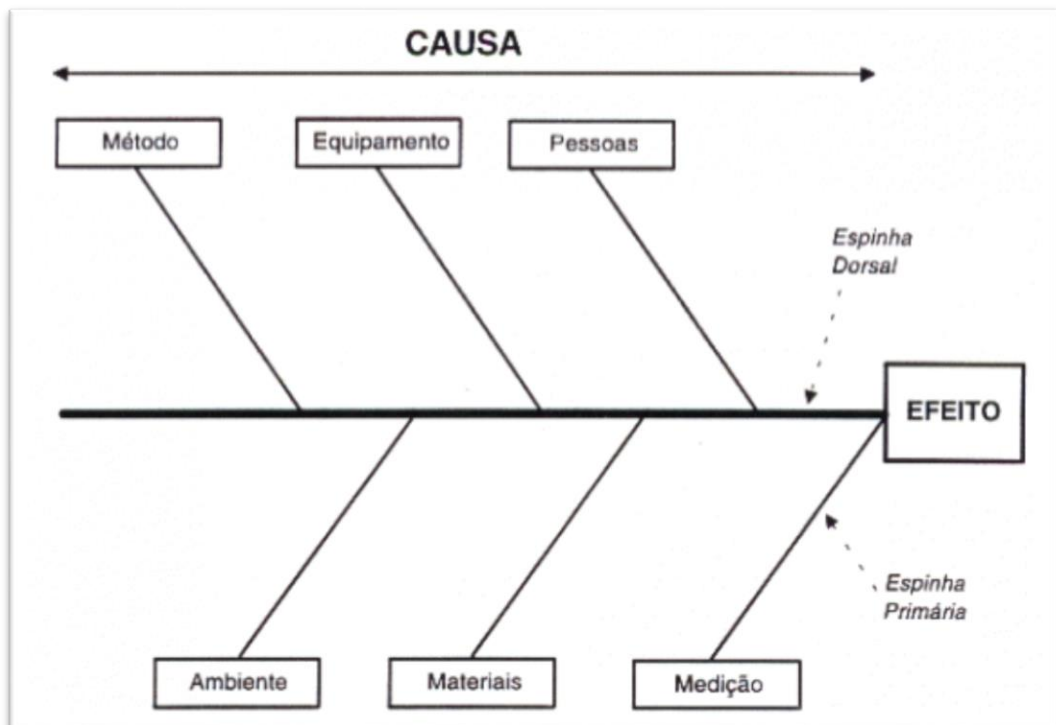 CAUSA
Método
Equipamento
Pessoas
Espinha
Dorsal
EFEITO
Espinha
Primária
Ambiente
Materiais
Medição